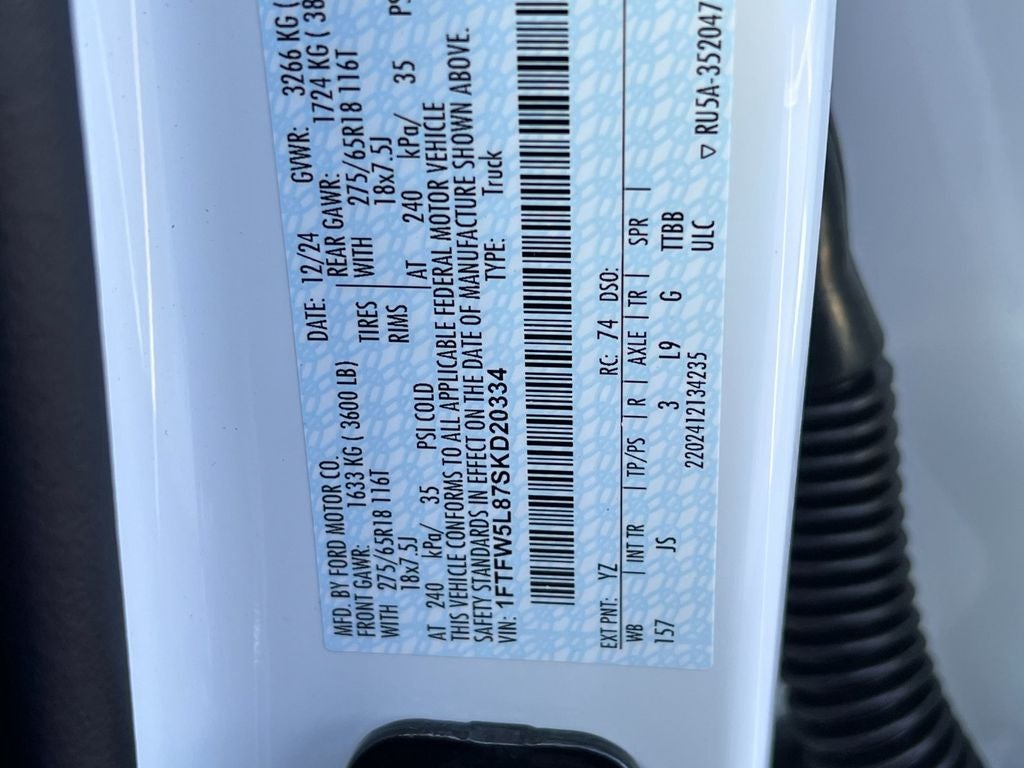 MFD. BY FORD MOTOR CO.
DATE: 12/24 GVWR: 3266 KG (
FRONT GAWR: 1633 KG ( 3600 LB)
REAR GAWR: 1724 KG ( 38
WITH 275/65R18 116T TIRES WITH 275/65R18 116T
18x7.5J RIMS 18x7.5J
AT 240 kPa/ 35 PSI COLD AT 240 kPa/ 35 PS
THIS VEHICLE CONFORMS TO ALL APPLICABLE FEDERAL MOTOR VEHICLE
SAFETY STANDARDS IN EFFECT ON THE DATE OF MANUFACTURE SHOWN ABOVE.
VIN: 1FTFW5L87SKD20334 TYPE: Truck
EXT PNT: YZ RC: 74 DSO:
WB INT TR TP/PS R AXLE TR SPR
157 JS 3 L9 G TTBB
2202412134235 ULC
▽ RU5A-3520472